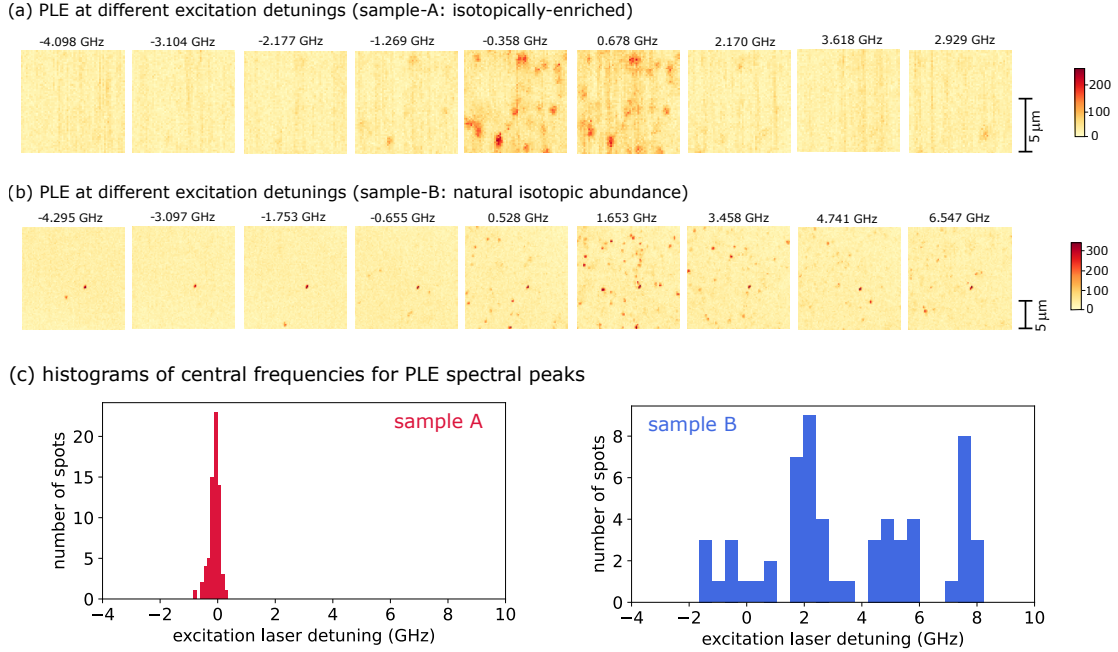 (a) PLE at different excitation detunings (sample-A: isotopically-enriched)
-4.098 GHz -3.104 GHz -2.177 GHz -1.269 GHz -0.358 GHz 0.678 GHz 2.170 GHz 3.618 GHz 2.929 GHz
200
100
0
5 μm
(b) PLE at different excitation detunings (sample-B: natural isotopic abundance)
-4.295 GHz -3.097 GHz -1.753 GHz -0.655 GHz 0.528 GHz 1.653 GHz 3.458 GHz 4.741 GHz 6.547 GHz
300
200
100
0
5 μm
(c) histograms of central frequencies for PLE spectral peaks
sample A
number of spots
20
15
10
5
0
−4 −2 0 2 4 6 8 10
excitation laser detuning (GHz)
sample B
number of spots
8
6
4
2
0
−4 −2 0 2 4 6 8 10
excitation laser detuning (GHz)